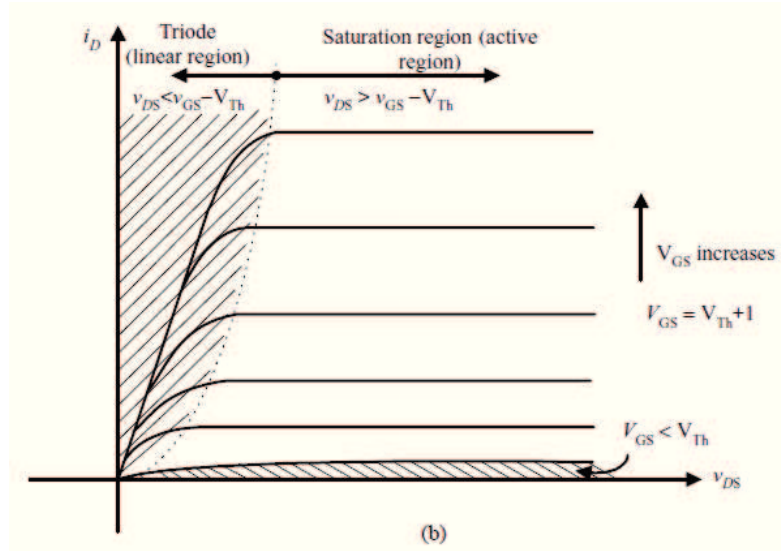 i_D
Triode
(linear region)
Saturation region (active
region)
v_DS<v_GS–V_Th
v_DS > v_GS –V_Th
V_GS increases
V_GS = V_Th+1
V_GS < V_Th
v_DS
(b)